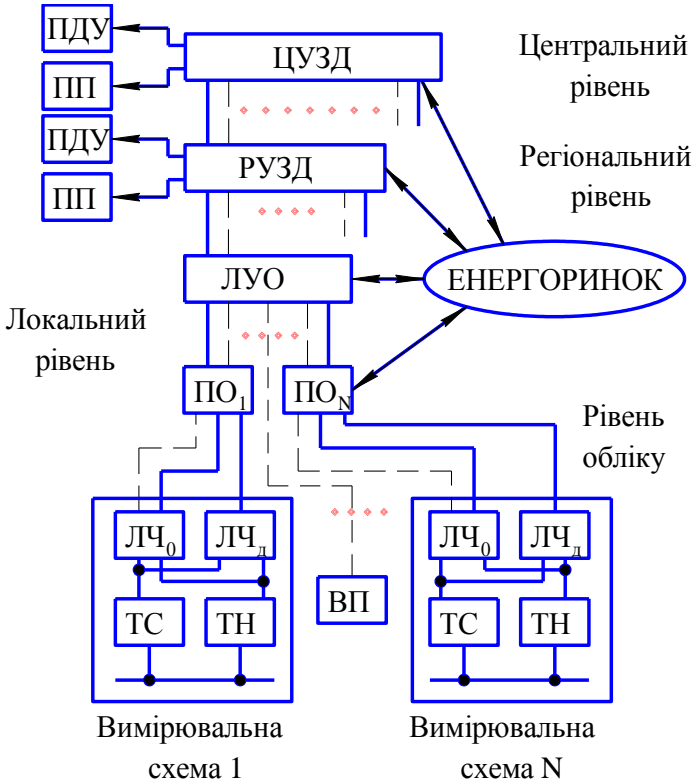 ПДУ
ЦУЗД
Центральний
рівень
ПП
ПДУ
РУЗД
Регіональний
рівень
ПП
ЛУО
ЕНЕРГОРИНОК
Локальний
рівень
ПО1
ПОN
Рівень
обліку
ЛЧ0
ЛЧд
ЛЧ0
ЛЧд
ВП
ТС
ТН
ТС
ТН
Вимірювальна
схема 1
Вимірювальна
схема N